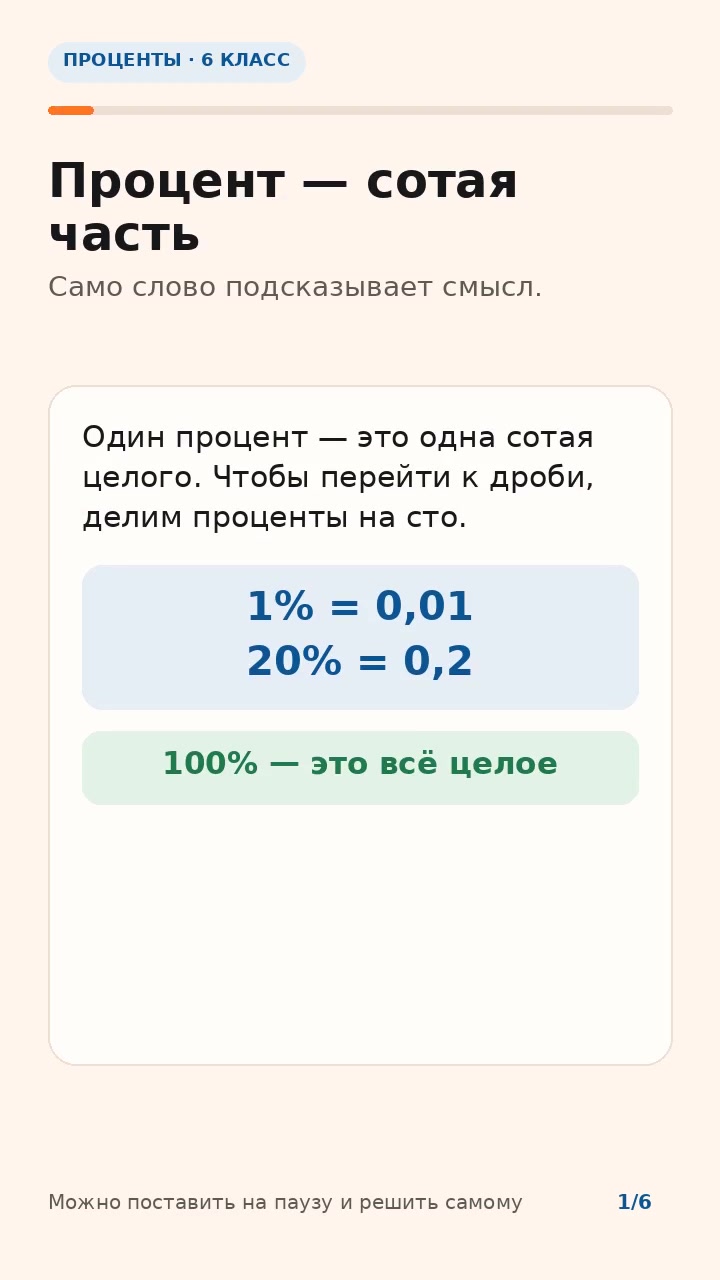 ПРОЦЕНТЫ · 6 КЛАСС
Процент — сотая
часть
Само слово подсказывает смысл.
Один процент — это одна сотая
целого. Чтобы перейти к дроби,
делим проценты на сто.
1% = 0,01
20% = 0,2
100% — это всё целое
Можно поставить на паузу и решить самому
1/6